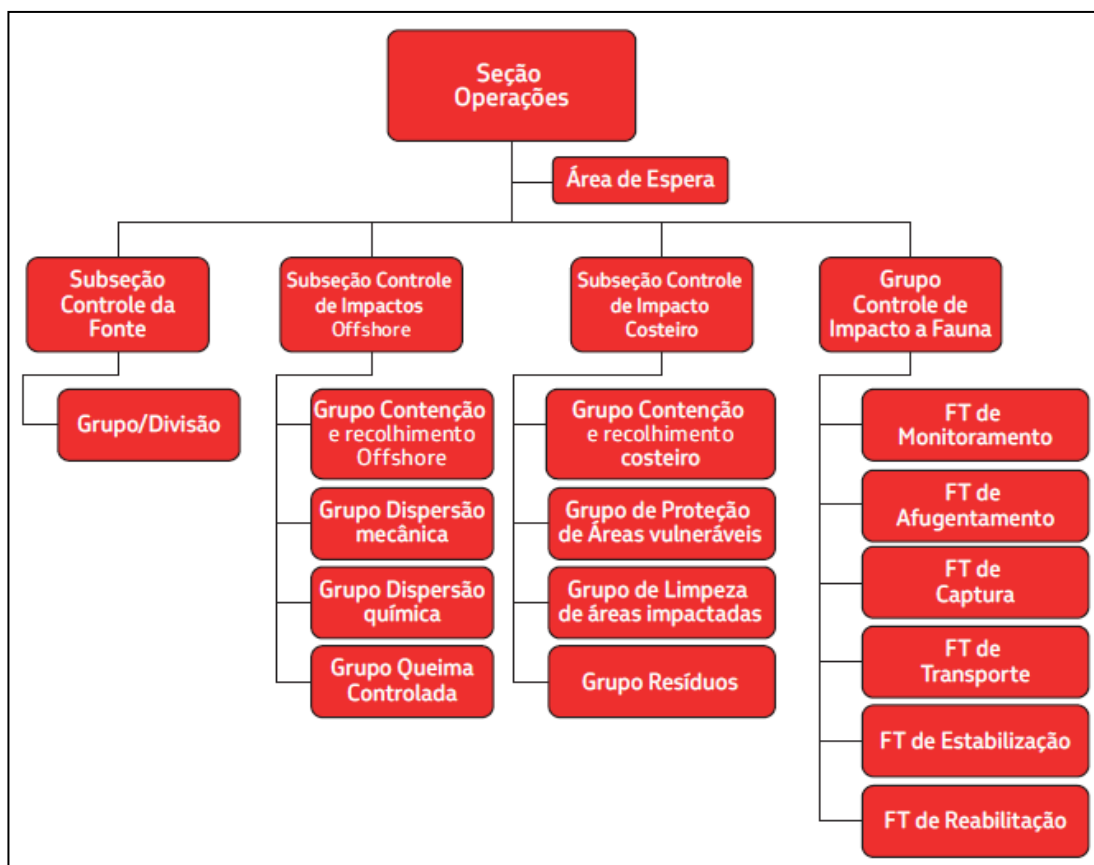 Seção
Operações
Área de Espera
Subseção
Controle da
Fonte
Grupo/Divisão
Subseção Controle
de Impactos
Offshore
Grupo Contenção
e recolhimento
Offshore
Grupo Dispersão
mecânica
Grupo Dispersão
química
Grupo Queima
Controlada
Subseção Controle
de Impacto
Costeiro
Grupo Contenção
e recolhimento
costeiro
Grupo de Proteção
de Áreas vulneráveis
Grupo de Limpeza
de áreas impactadas
Grupo Resíduos
Grupo
Controle de
Impacto a Fauna
FT de
Monitoramento
FT de
Afugentamento
FT de
Captura
FT de
Transporte
FT de Estabilização
FT de Reabilitação